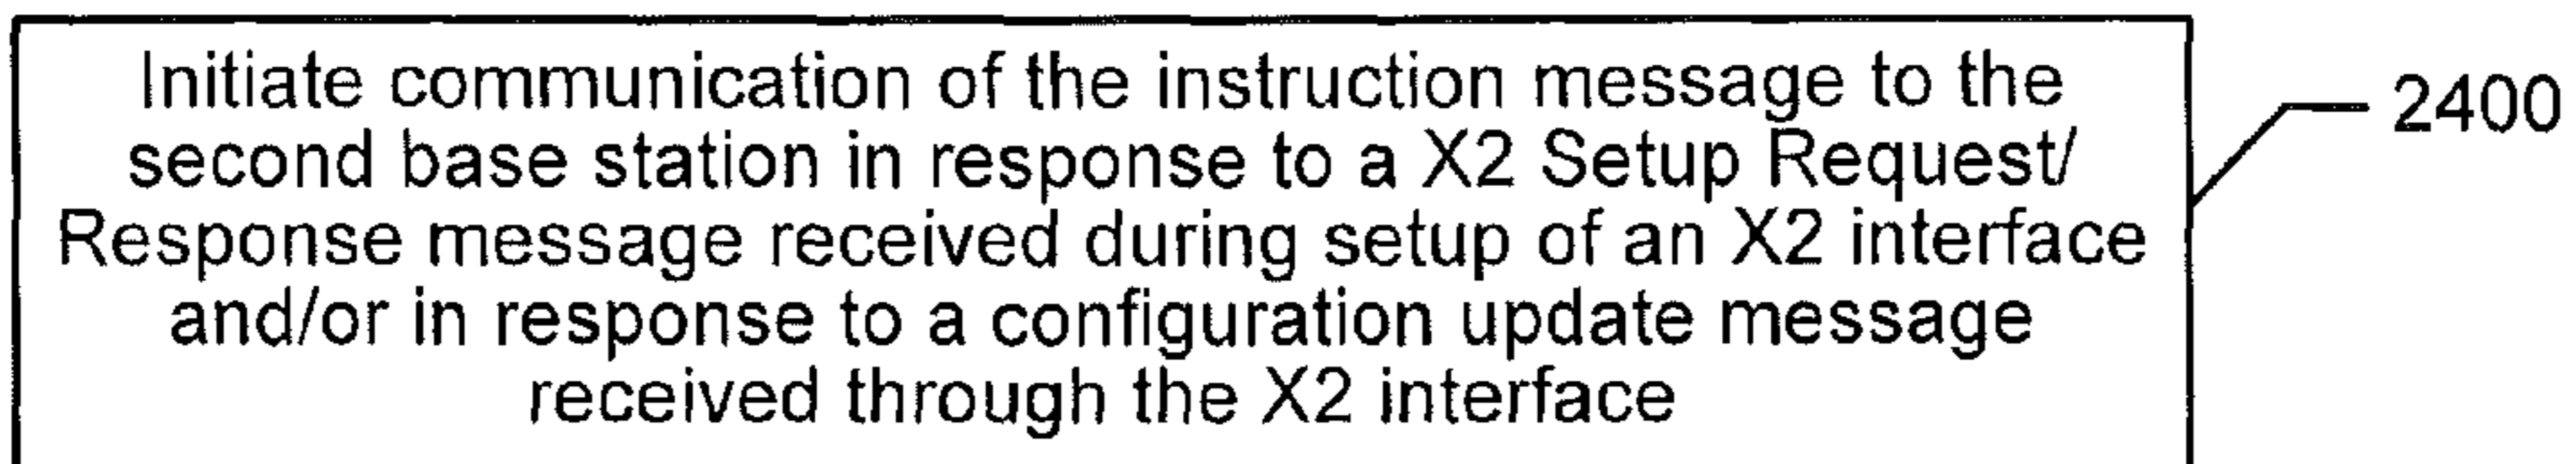 Initiate communication of the instruction message to the
second base station in response to a X2 Setup Request/
Response message received during setup of an X2 interface
and/or in response to a configuration update message
received through the X2 interface
2400